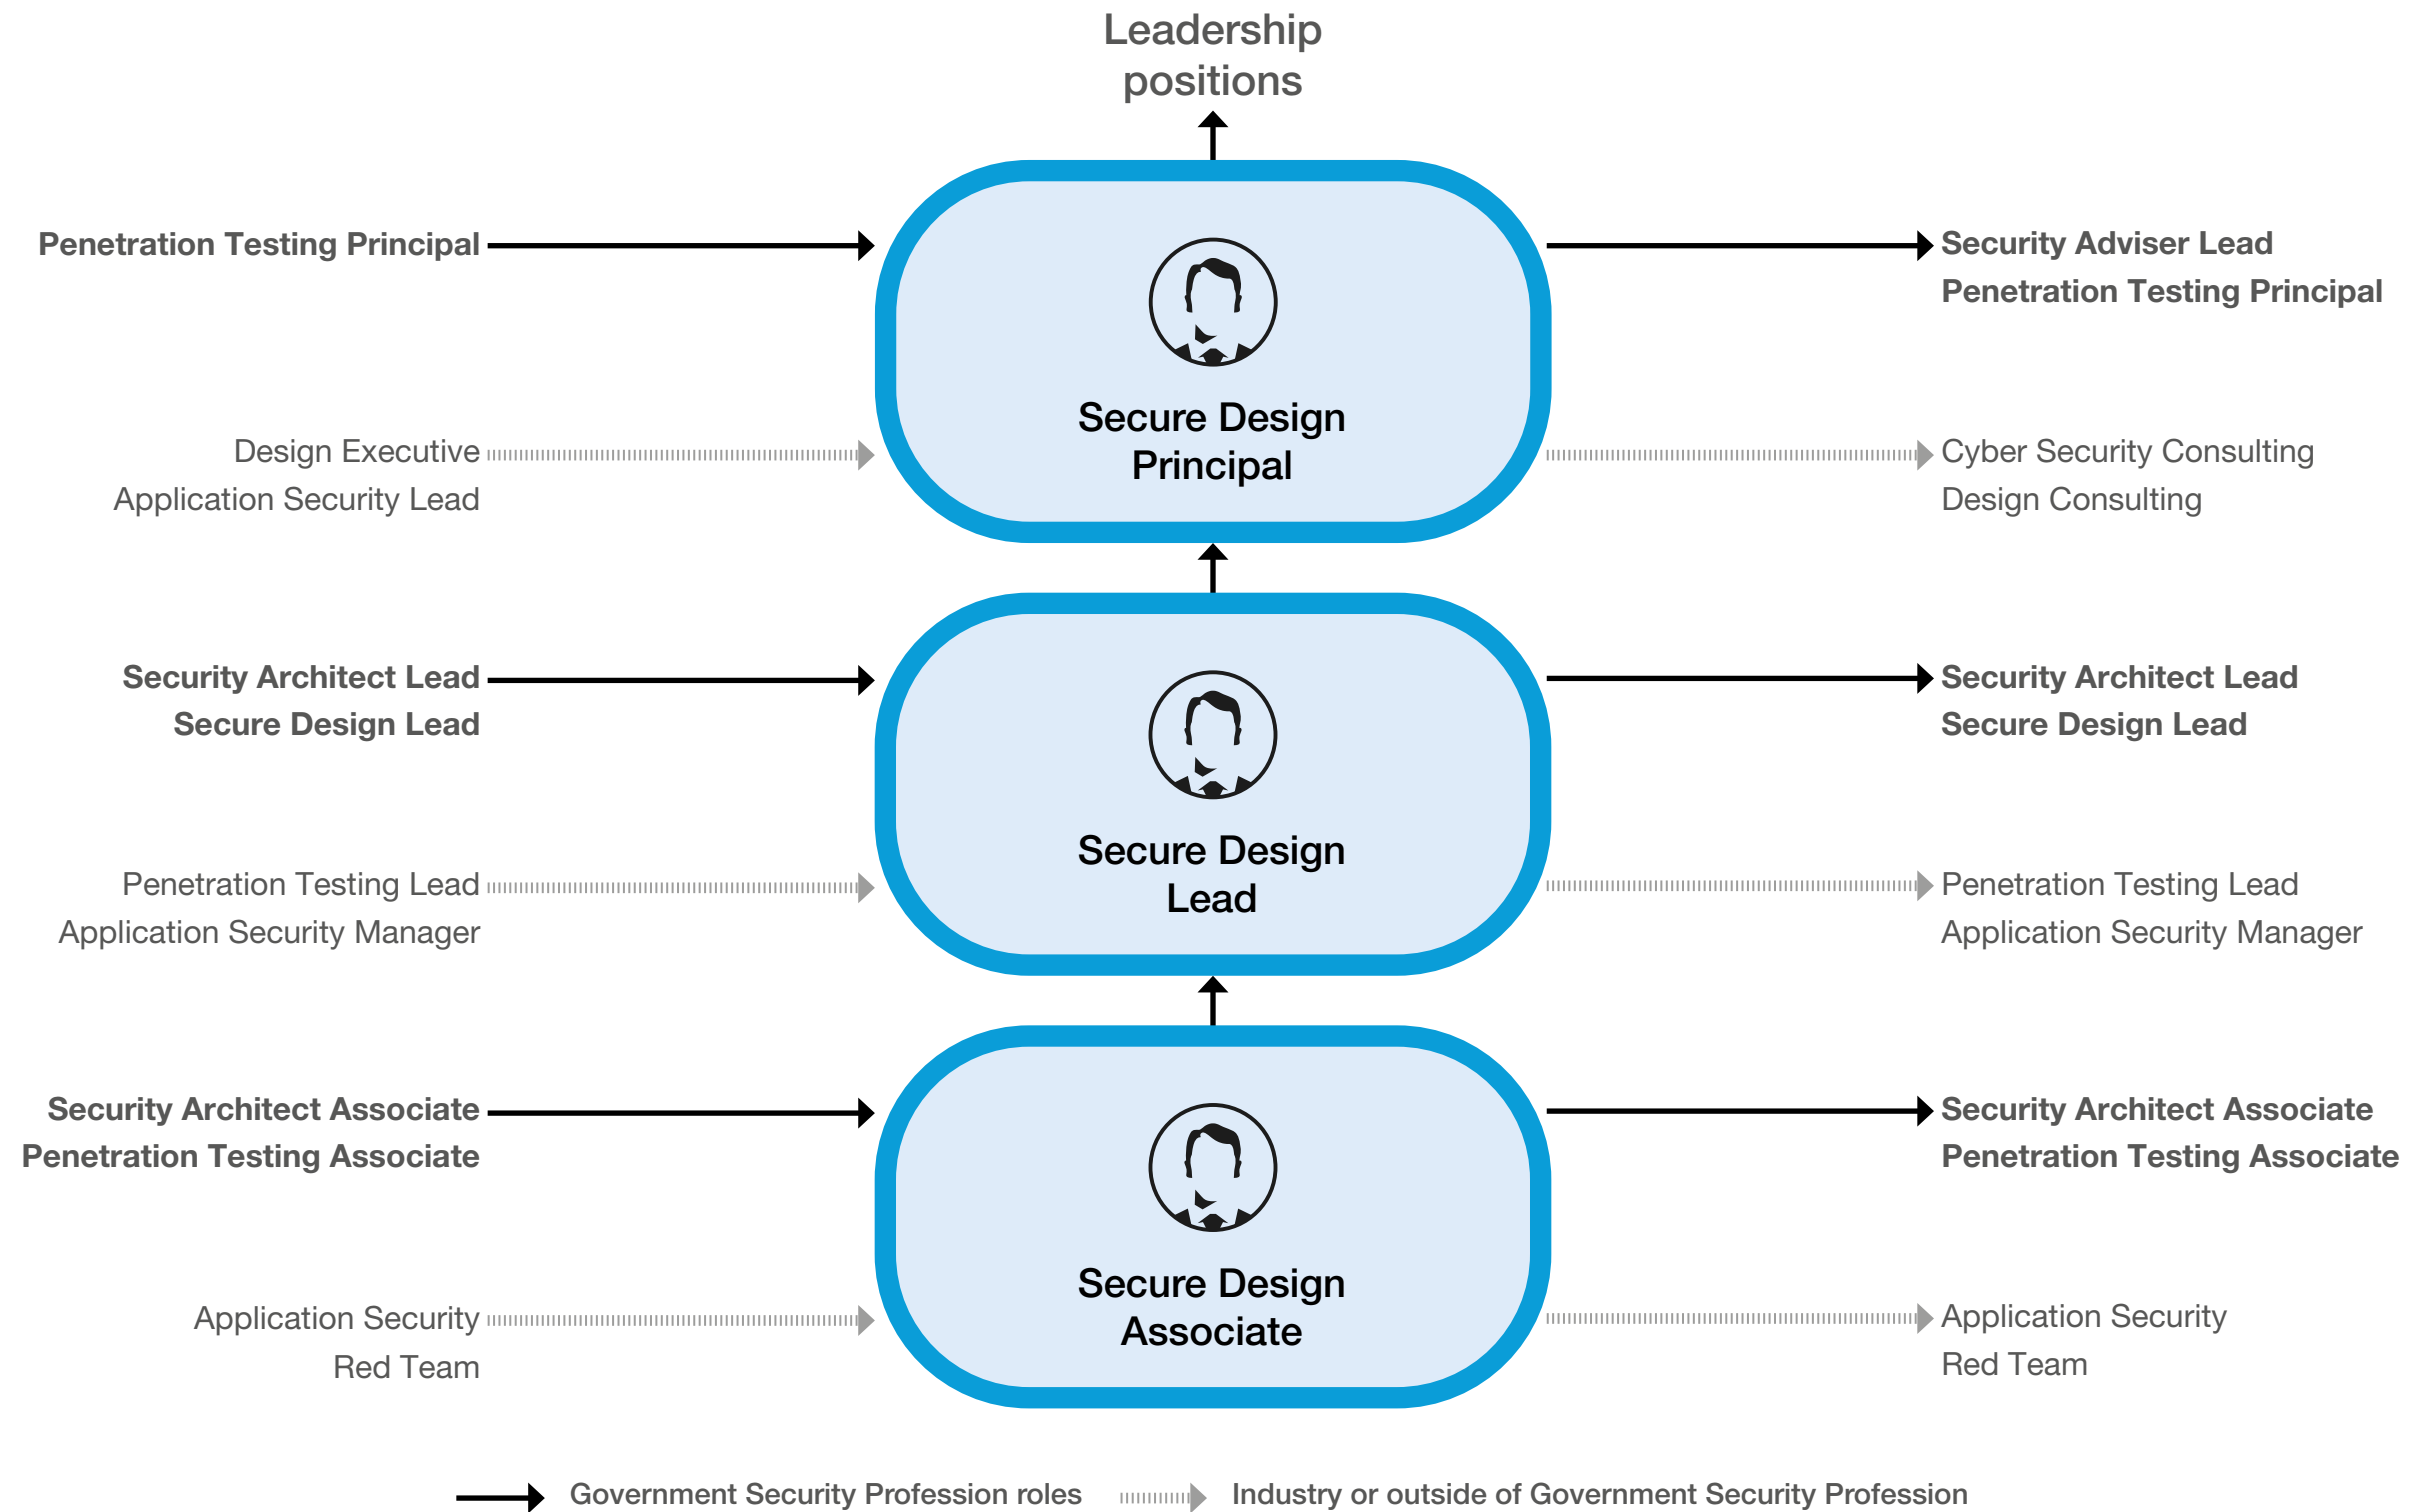 Leadership
positions
Penetration Testing Principal
Security Adviser Lead
Penetration Testing Principal
Secure Design
Principal
Design Executive
Application Security Lead
Cyber Security Consulting
Design Consulting
Security Architect Lead
Secure Design Lead
Security Architect Lead
Secure Design Lead
Secure Design
Lead
Penetration Testing Lead
Application Security Manager
Penetration Testing Lead
Application Security Manager
Security Architect Associate
Penetration Testing Associate
Security Architect Associate
Penetration Testing Associate
Secure Design
Associate
Application Security
Red Team
Application Security
Red Team
Government Security Profession roles
Industry or outside of Government Security Profession